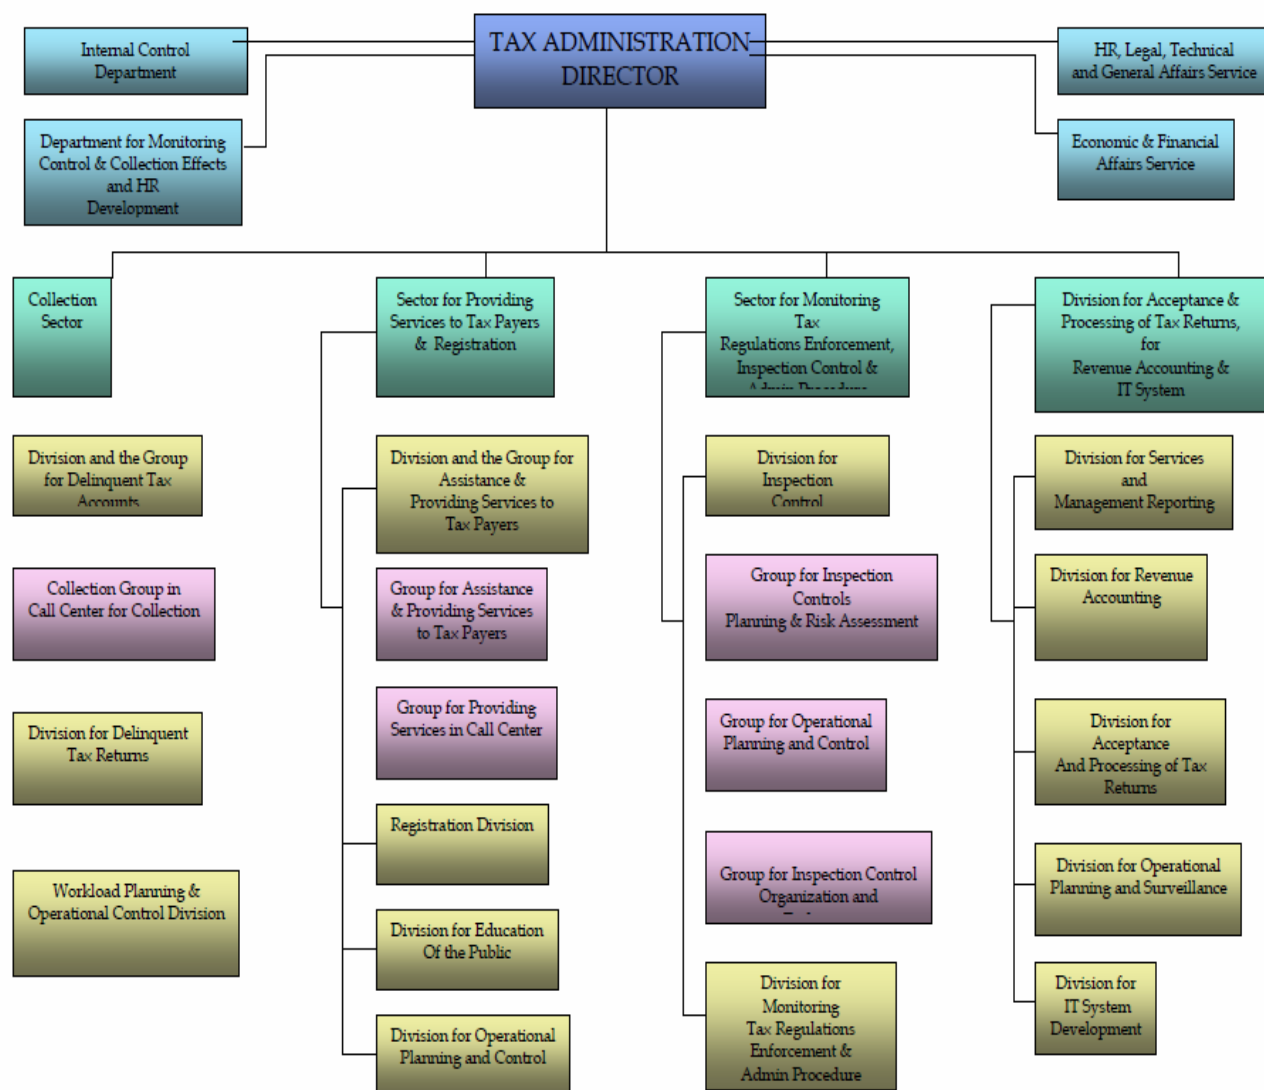 TAX ADMINISTRATION
DIRECTOR
Internal Control
Department
HR, Legal, Technical
and General Affairs Service
Department for Monitoring
Control & Collection Effects
and HR
Development
Economic & Financial
Affairs Service
Collection
Sector
Sector for Providing
Services to Tax Payers
& Registration
Sector for Monitoring
Tax
Regulations Enforcement,
Inspection Control &
Admin Procedure
Division for Acceptance &
Processing of Tax Returns,
for
Revenue Accounting &
IT System
Division and the Group
for Delinquent Tax
Accounts
Collection Group in
Call Center for Collection
Division for Delinquent
Tax Returns
Workload Planning &
Operational Control Division
Division and the Group for
Assistance &
Providing Services to
Tax Payers
Group for Assistance
& Providing Services
to Tax Payers
Group for Providing
Services in Call Center
Registration Division
Division for Education
Of the Public
Division for Operational
Planning and Control
Division for
Inspection
Control
Group for Inspection
Controls
Planning & Risk Assessment
Group for Operational
Planning and Control
Group for Inspection Control
Organization and
Division for
Monitoring
Tax Regulations
Enforcement &
Admin Procedure
Division for Services
and
Management Reporting
Division for Revenue
Accounting
Division for
Acceptance
And Processing of Tax
Returns
Division for Operational
Planning and Surveillance
Division for
IT System
Development